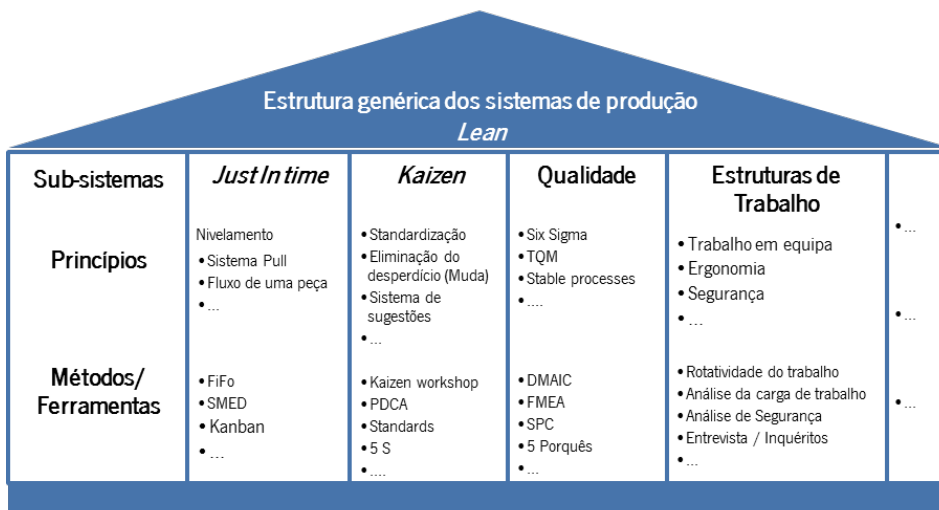 Estrutura genérica dos sistemas de produção
Lean
Sub-sistemas
Just In time
Kaizen
Qualidade
Estruturas de
Trabalho
Princípios
Nivelamento
• Sistema Pull
• Fluxo de uma peça
• ...
• Standardização
• Eliminação do
desperdício (Muda)
• Sistema de
sugestões
• ...
• Six Sigma
• TQM
• Stable processes
• ....
• Trabalho em equipa
• Ergonomia
• Segurança
• ...
• ...
• ...
Métodos/
Ferramentas
• FiFo
• SMED
• Kanban
• ...
• Kaizen workshop
• PDCA
• Standards
• 5 S
• ....
• DMAIC
• FMEA
• SPC
• 5 Porquês
• ...
• Rotatividade do trabalho
• Análise da carga de trabalho
• Análise de Segurança
• Entrevista / Inquéritos
• ...
• ...